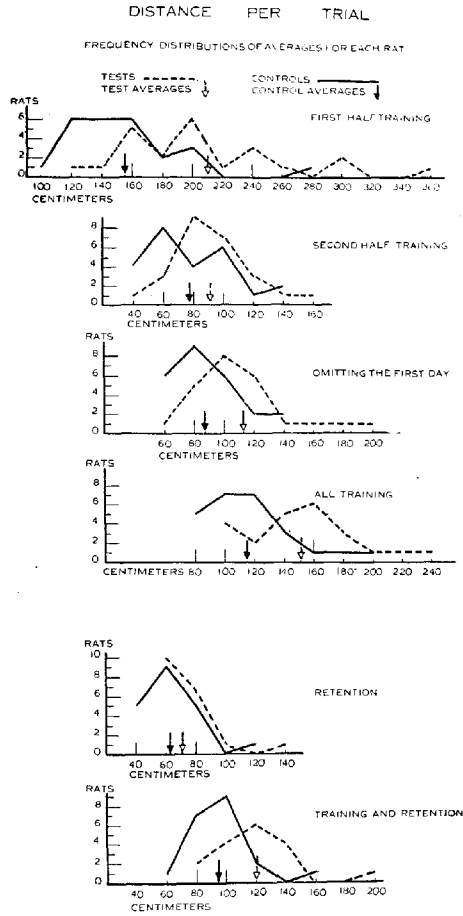 DISTANCE PER TRIAL
FREQUENCY DISTRIBUTIONS OF AVERAGES FOR EACH RAT
TESTS CONTROLS
TEST AVERAGES CONTROL AVERAGES
RATS
FIRST HALF TRAINING
6
4
2
0
100 120 140 160 180 200 220 240 260 280 300 320 340 360
CENTIMETERS
SECOND HALF TRAINING
8
6
4
2
0
40 60 80 100 120 140 160
CENTIMETERS
RATS
OMITTING THE FIRST DAY
8
6
4
2
0
60 80 100 120 140 160 180 200
CENTIMETERS
RATS
ALL TRAINING
8
6
4
2
0
CENTIMETERS 80 100 120 140 160 180 200 220 240
RATS
RETENTION
10
8
6
4
2
0
40 60 80 100 120 140
CENTIMETERS
RATS
TRAINING AND RETENTION
8
6
4
2
0
40 60 80 100 120 140 160 180 200
CENTIMETERS